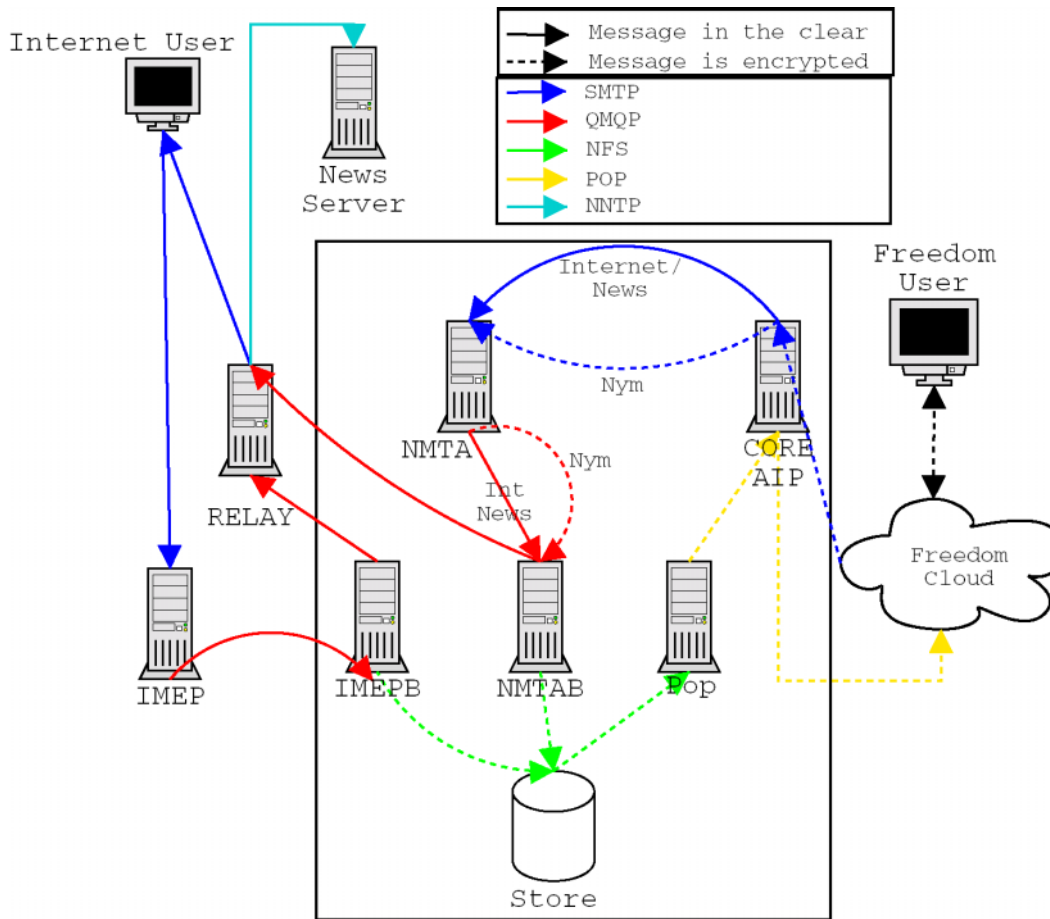 Internet User
News
Server
Message in the clear
Message is encrypted
SMTP
QMQP
NFS
POP
NNTP
Freedom
User
Internet/
News
Nym
NMTA
Nym
Int
News
CORE
AIP
RELAY
Freedom
Cloud
IMEP
IMEPB
NMTAB
Pop
Store